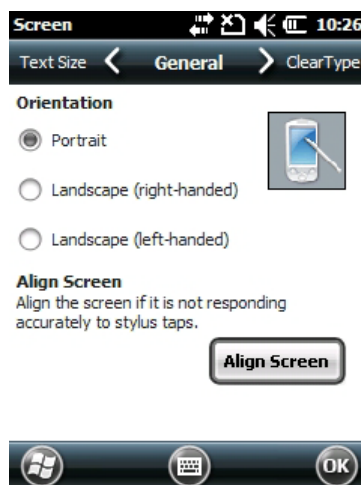 Screen 10:26
Text Size General ClearType
Orientation
Portrait
Landscape (right-handed)
Landscape (left-handed)
Align Screen
Align the screen if it is not responding
accurately to stylus taps.
Align Screen
OK